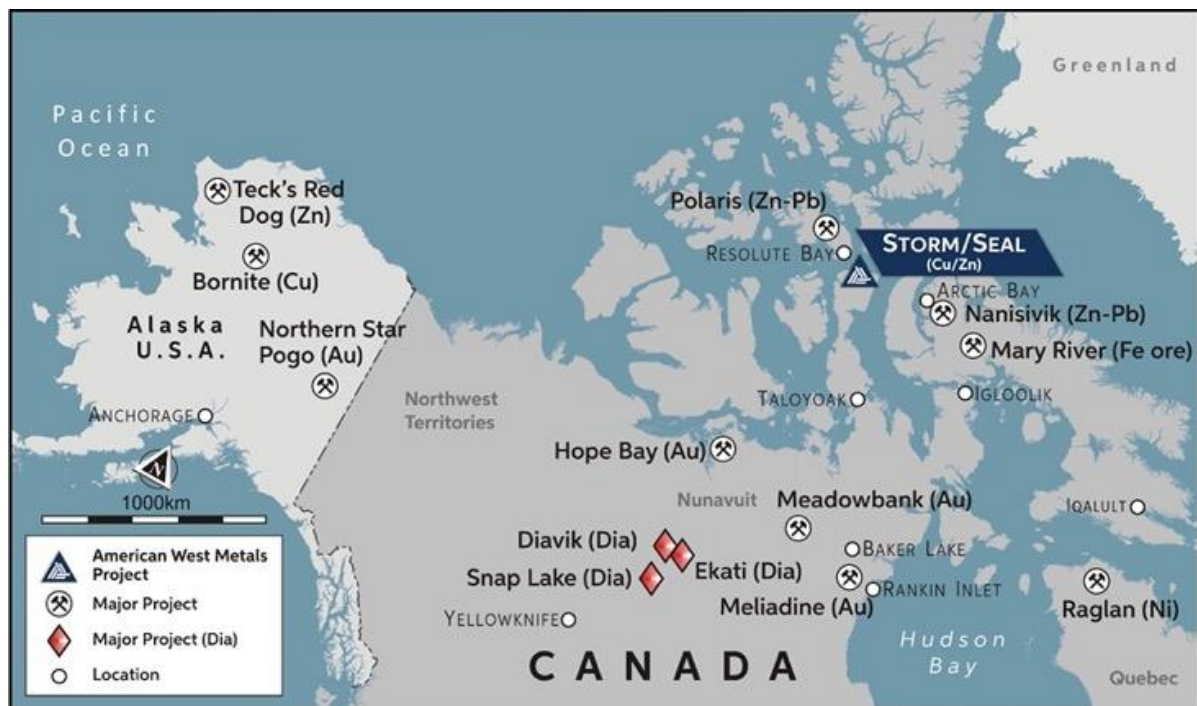 Pacific
Ocean
Greenland
Teck's Red
Dog (Zn)
Bornite (Cu)
Alaska
U.S.A.
Northern Star
Pogo (Au)
ANCHORAGE
N
1000km
Polaris (Zn-Pb)
RESOLUTE BAY
STORM/SEAL
(Cu/Zn)
ARCTIC BAY
Nanisivik (Zn-Pb)
Mary River (Fe ore)
IGLOOLIK
TALOYOAK
Northwest
Territories
Hope Bay (Au)
Nunavuit
Meadowbank (Au)
IQALULT
Diavik (Dia)
Ekati (Dia)
Snap Lake (Dia)
BAKER LAKE
Meliadine (Au)
RANKIN INLET
Raglan (Ni)
YELLOWKNIFE
Hudson
Bay
CANADA
Quebec
American West Metals
Project
Major Project
Major Project (Dia)
Location